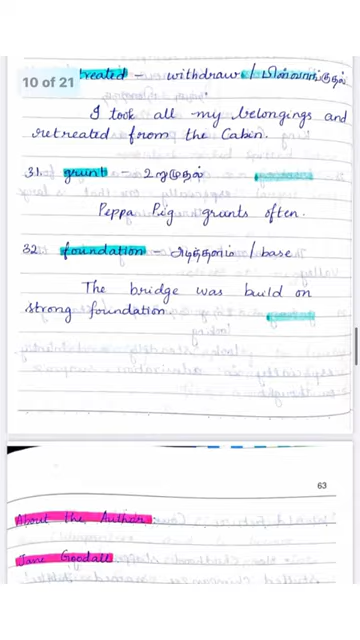 10 of 21
treated - withdraw / பின்வாங்குதல்
I took all my belongings and
retreated from the Cabin.
31. grunt - உறுமுதல்
Peppa Pig grunts often.
32. foundation - அடித்தளம் / base
The bridge was build on
strong foundation.
63
About the Author:
Jane Goodall